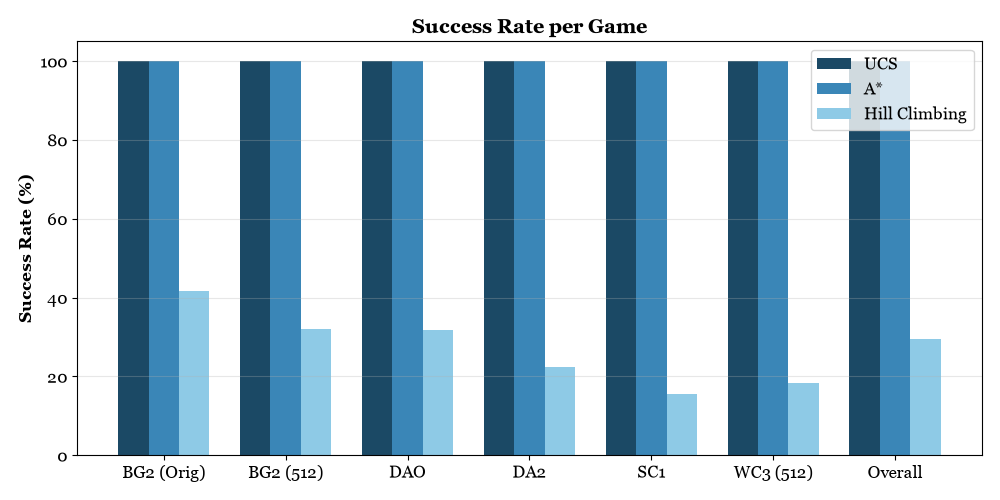 Success Rate per Game
UCS
A*
Hill Climbing
Success Rate (%)
100
80
60
40
20
0
BG2 (Orig) BG2 (512) DAO DA2 SC1 WC3 (512) Overall